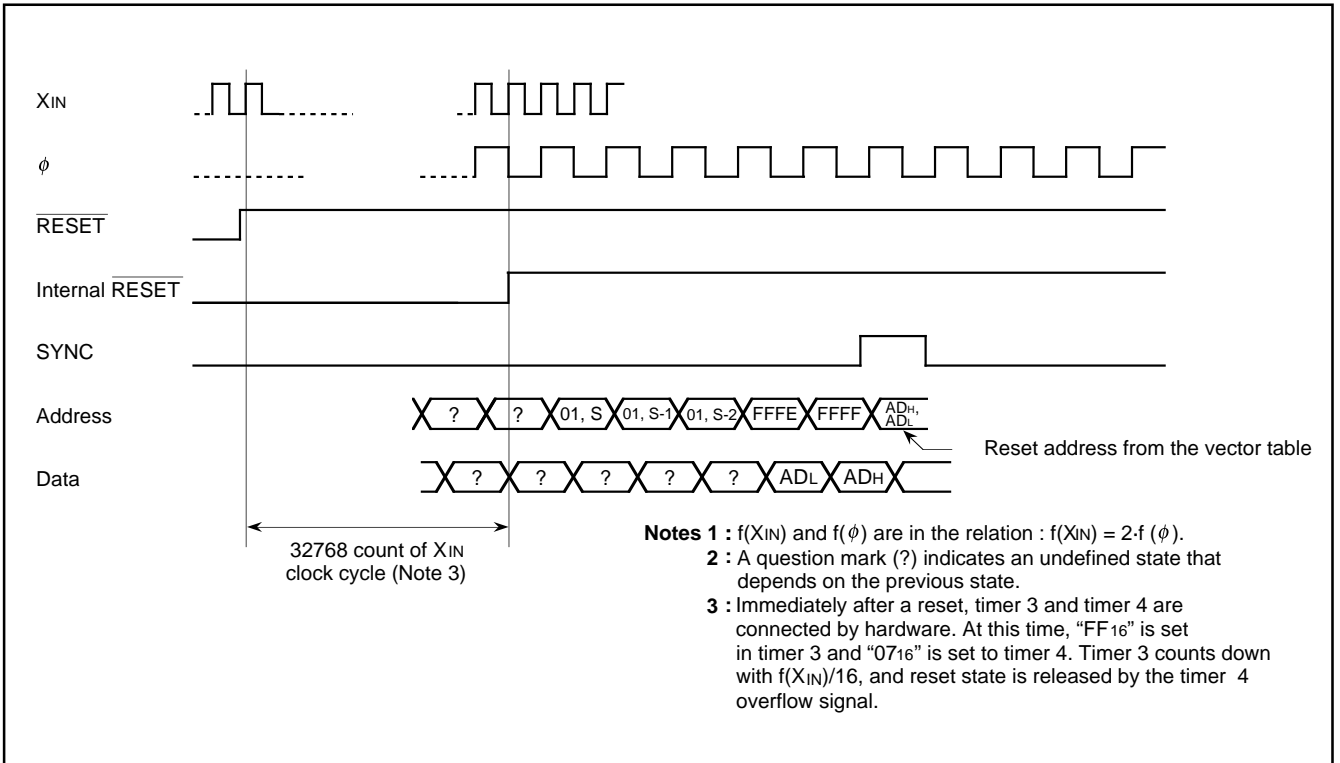 XIN
ϕ
RESET
Internal RESET
SYNC
Address
? ? 01, S 01, S-1 01, S-2 FFFE FFFF ADH, ADL
Reset address from the vector table
Data
? ? ? ? ? ADL ADH
32768 count of XIN
clock cycle (Note 3)
Notes 1 : f(XIN) and f(ϕ) are in the relation : f(XIN) = 2·f (ϕ).
2 : A question mark (?) indicates an undefined state that
depends on the previous state.
3 : Immediately after a reset, timer 3 and timer 4 are
connected by hardware. At this time, “FF16” is set
in timer 3 and “0716” is set to timer 4. Timer 3 counts down
with f(XIN)/16, and reset state is released by the timer 4
overflow signal.